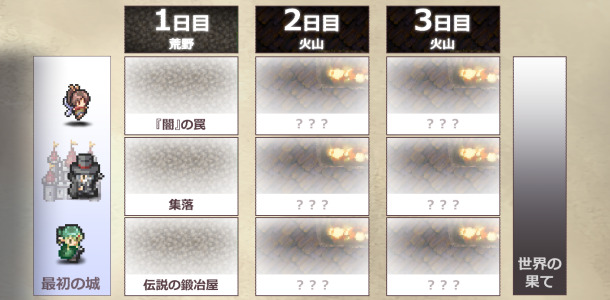 1日目
荒野
2日目
火山
3日目
火山
『闇』の罠
？？？
？？？
集落
？？？
？？？
伝説の鍛冶屋
？？？
？？？
最初の城
世界の
果て